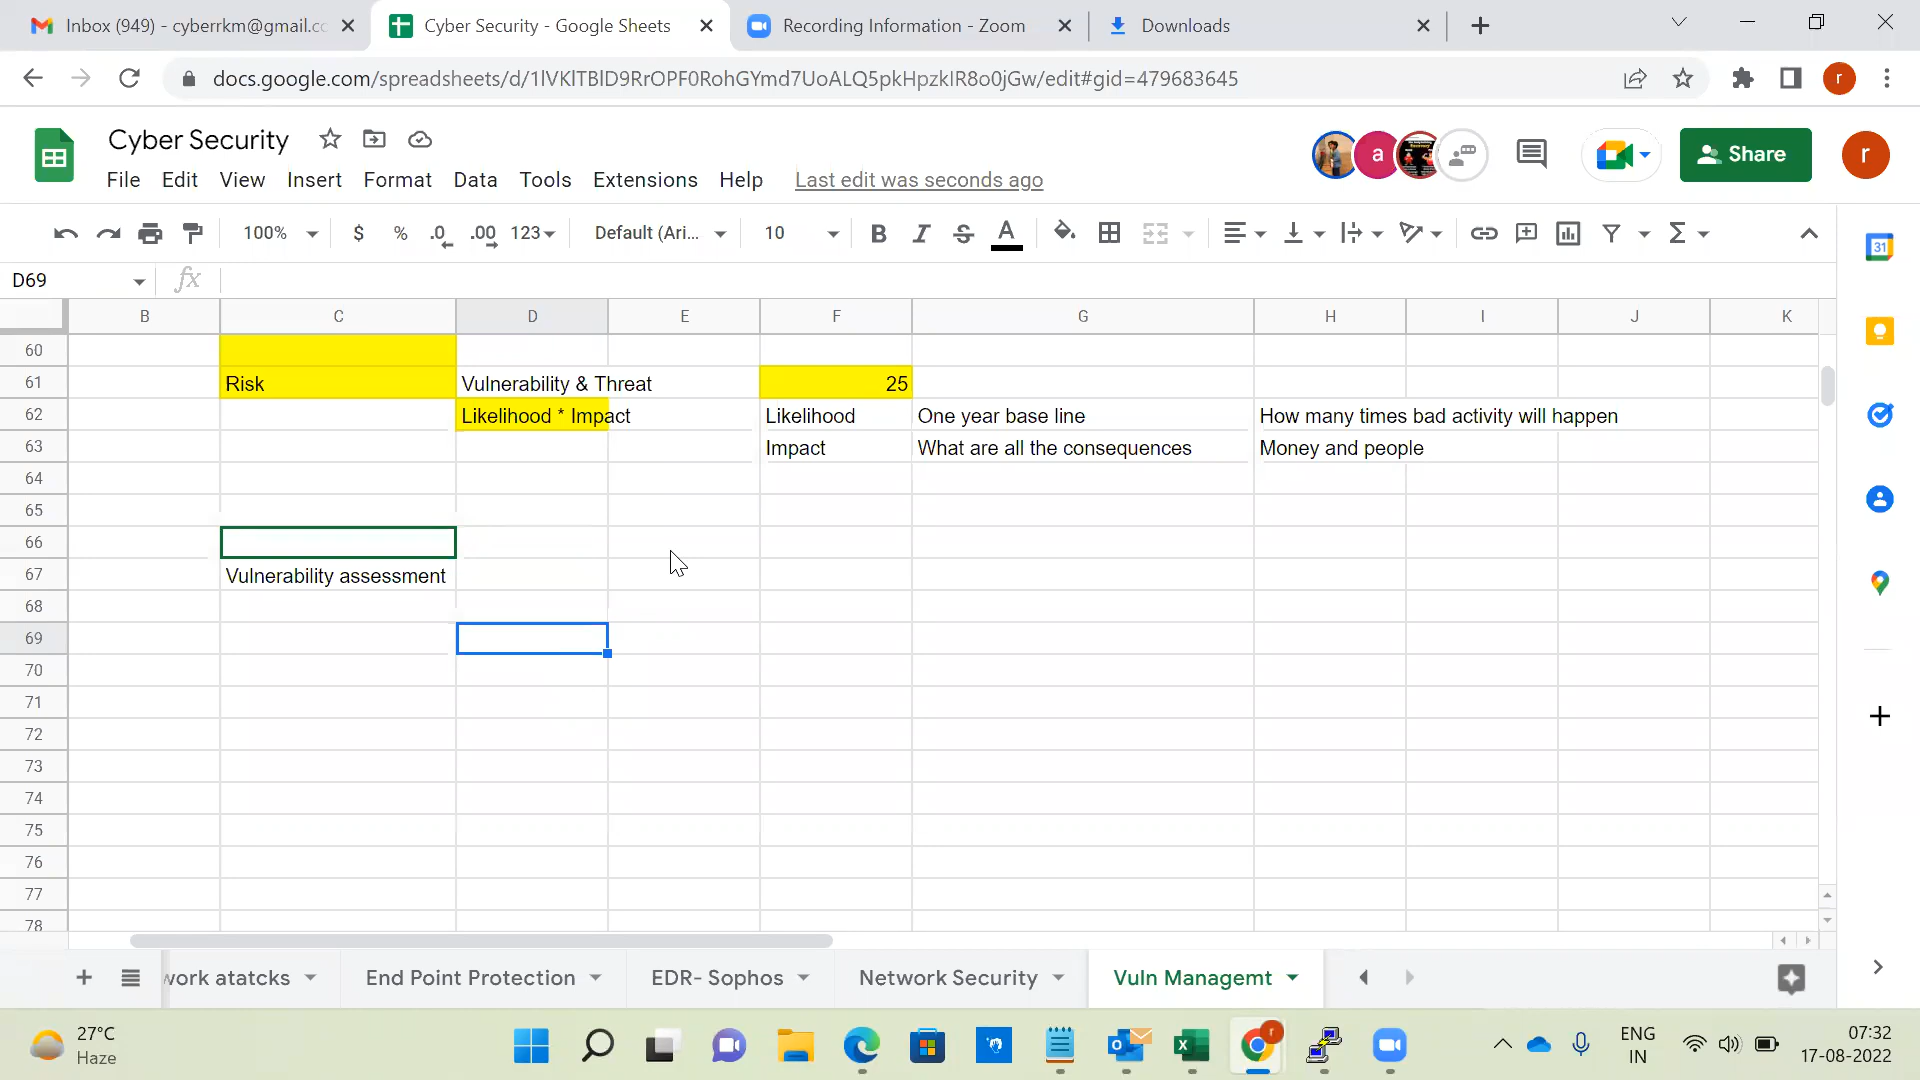 Inbox (949) - cyberrkm@gmail.cc
Cyber Security - Google Sheets
Recording Information - Zoom
Downloads
docs.google.com/spreadsheets/d/1lVKlTBlD9RrOPF0RohGYmd7UoALQ5pkHpzklR8o0jGw/edit#gid=479683645
r
Cyber Security
a
Share
r
File Edit View Insert Format Data Tools Extensions Help Last edit was seconds ago
100% $ % .0 .00 123 Default (Ari... 10 B I S A
31
D69 fx
B C D E F G H I J K
60
61 Risk Vulnerability & Threat 25
62 Likelihood * Impact Likelihood One year base line How many times bad activity will happen
63 Impact What are all the consequences Money and people
64
65
66
67 Vulnerability assessment
68
69
70
71
72
73
74
75
76
77
78
work atatcks End Point Protection EDR- Sophos Network Security Vuln Managemt
27°C
Haze
r
ENG
IN
07:32
17-08-2022